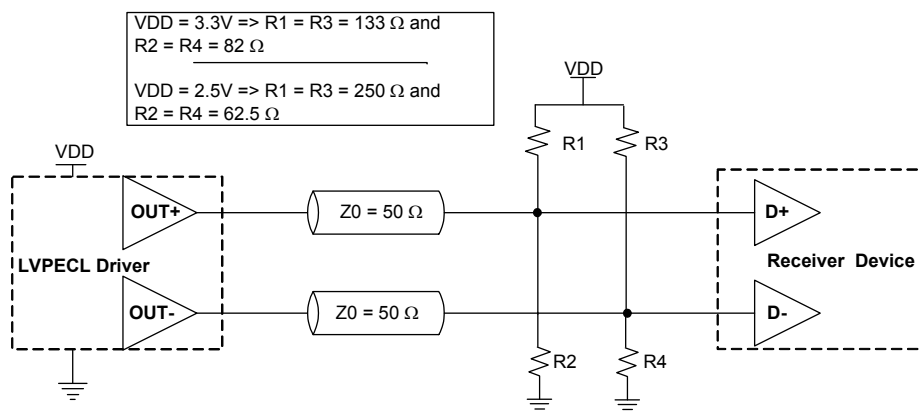 VDD = 3.3V => R1 = R3 = 133 Ω and
R2 = R4 = 82 Ω
VDD = 2.5V => R1 = R3 = 250 Ω and
R2 = R4 = 62.5 Ω
VDD
R1
R3
VDD
OUT+
Z0 = 50 Ω
D+
LVPECL Driver
Receiver Device
OUT-
Z0 = 50 Ω
D-
R2
R4